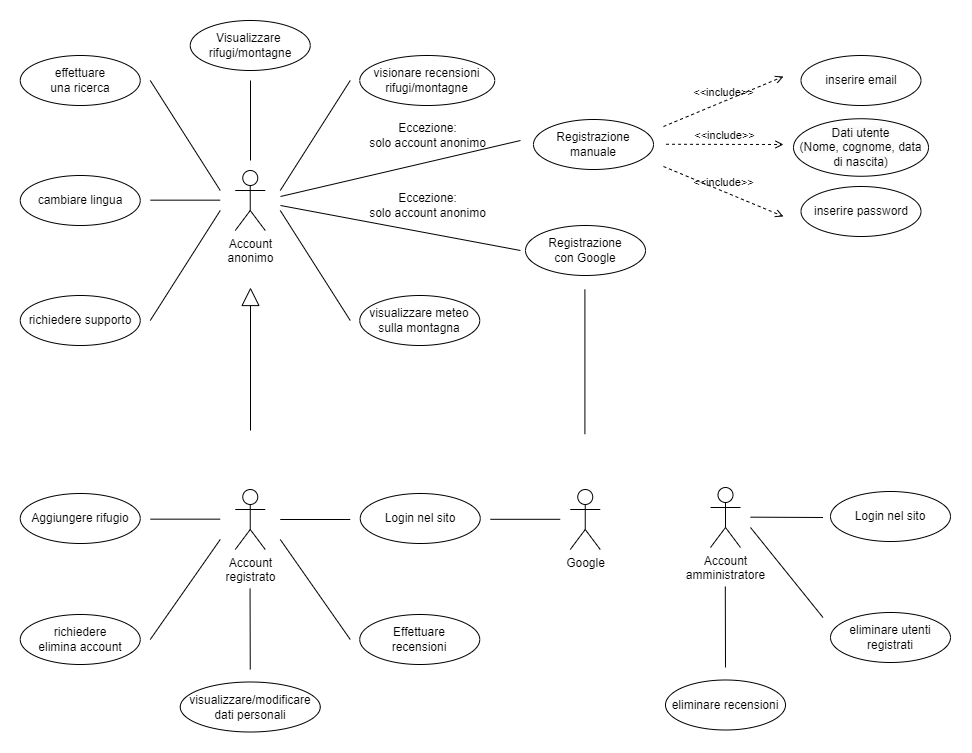 Visualizzare
rifugi/montagne
effettuare
una ricerca
visionare recensioni
rifugi/montagne
inserire email
<<include>>
Eccezione:
solo account anonimo
Registrazione
manuale
<<include>>
Dati utente
(Nome, cognome, data
di nascita)
<<include>>
cambiare lingua
Eccezione:
solo account anonimo
inserire password
Account
anonimo
Registrazione
con Google
richiedere supporto
visualizzare meteo
sulla montagna
Aggiungere rifugio
Login nel sito
Login nel sito
Account
registrato
Google
Account
amministratore
richiedere
elimina account
Effettuare
recensioni
eliminare utenti
registrati
visualizzare/modificare
dati personali
eliminare recensioni